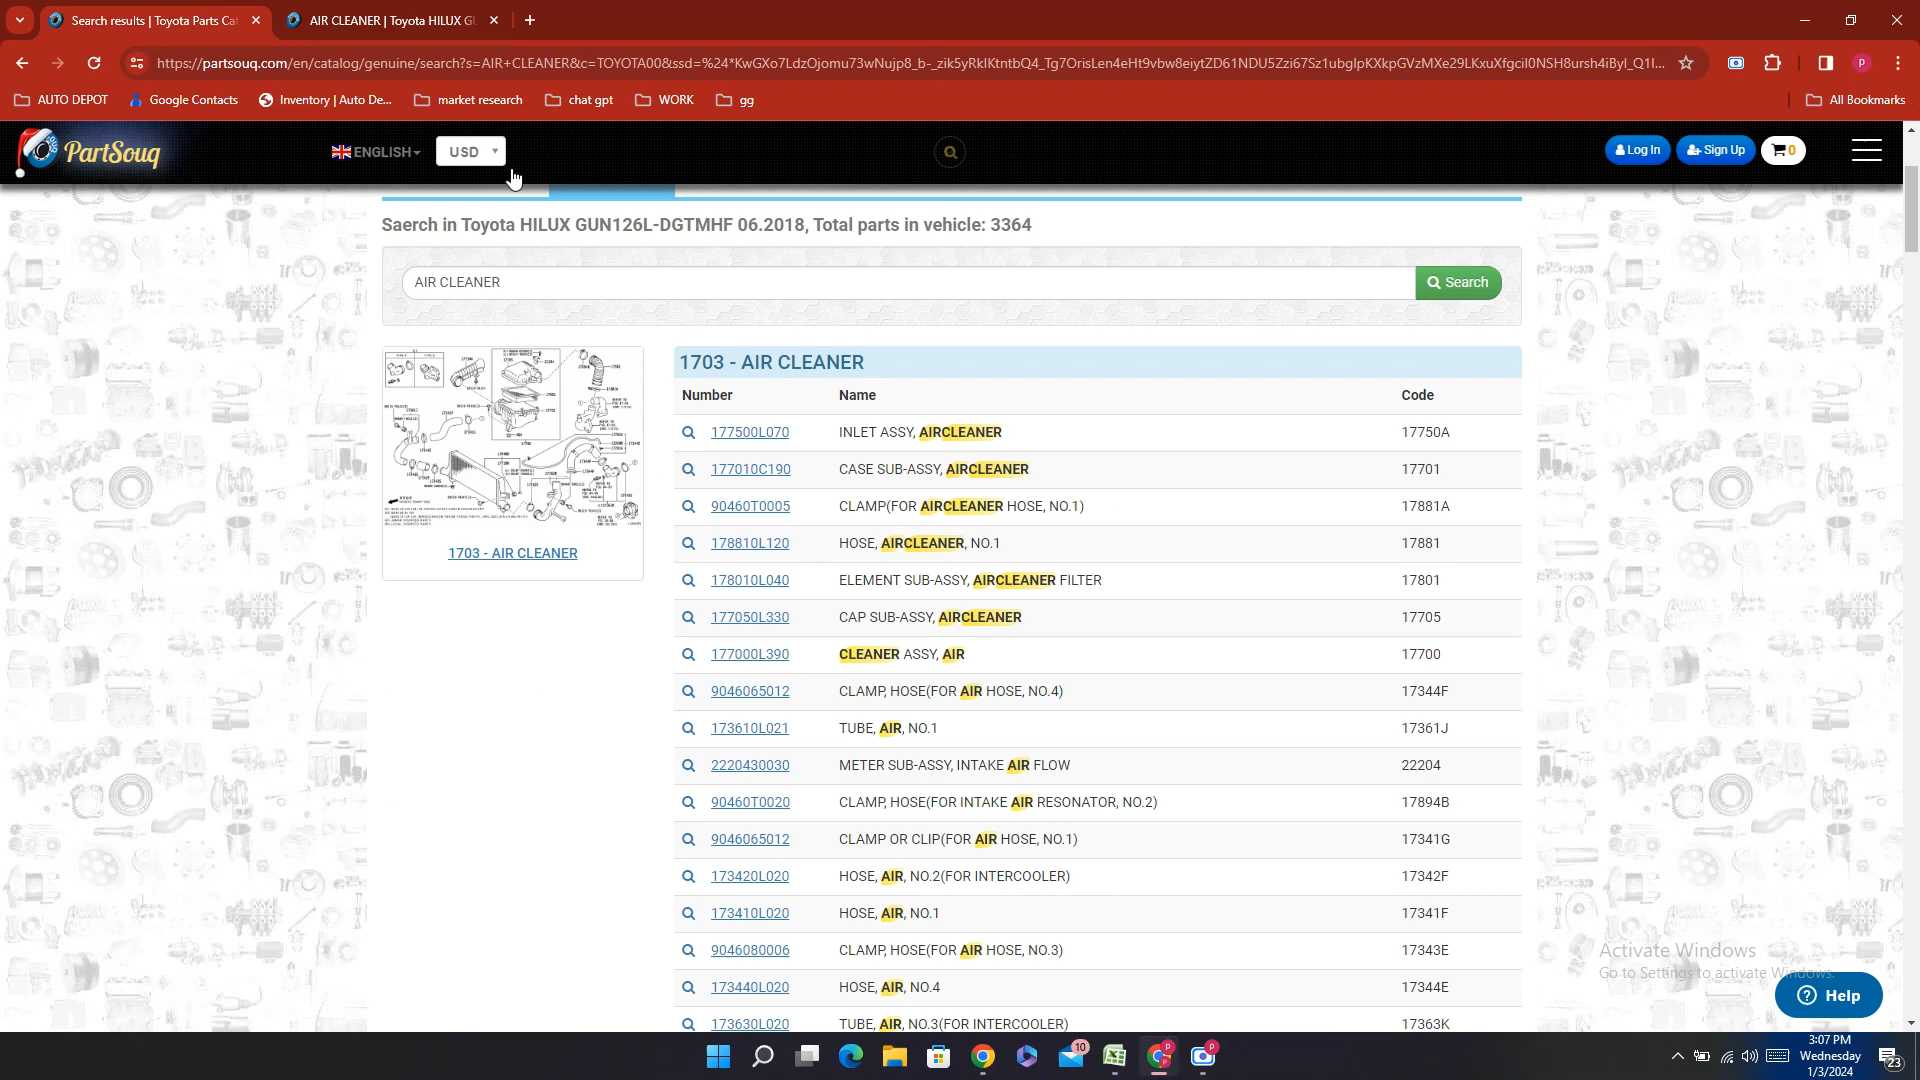 Search results | Toyota Parts Cat
AIR CLEANER | Toyota HILUX GU
https://partsouq.com/en/catalog/genuine/search?s=AIR+CLEANER&c=TOYOTA00&ssd=%24*KwGXo7LdzOjomu73wNujp8_b-_zik5yRkIKtntbQ4_Tg7OrisLen4eHt9vbw8eiytZD61NDU5Zzi67Sz1ubgIpKXkpGVzMXe29LKxuXfgciI0NSH8ursh4iByI_Q1I...
AUTO DEPOT
Google Contacts
Inventory | Auto De...
market research
chat gpt
WORK
gg
All Bookmarks
PartSouq
ENGLISH
USD
Log In
Sign Up
0
Saerch in Toyota HILUX GUN126L-DGTMHF 06.2018, Total parts in vehicle: 3364
AIR CLEANER
Search
1703 - AIR CLEANER
1703 - AIR CLEANER
Number Name Code
177500L070 INLET ASSY, AIRCLEANER 17750A
177010C190 CASE SUB-ASSY, AIRCLEANER 17701
90460T0005 CLAMP(FOR AIRCLEANER HOSE, NO.1) 17881A
178810L120 HOSE, AIRCLEANER, NO.1 17881
178010L040 ELEMENT SUB-ASSY, AIRCLEANER FILTER 17801
177050L330 CAP SUB-ASSY, AIRCLEANER 17705
177000L390 CLEANER ASSY, AIR 17700
9046065012 CLAMP, HOSE(FOR AIR HOSE, NO.4) 17344F
173610L021 TUBE, AIR, NO.1 17361J
2220430030 METER SUB-ASSY, INTAKE AIR FLOW 22204
90460T0020 CLAMP, HOSE(FOR INTAKE AIR RESONATOR, NO.2) 17894B
9046065012 CLAMP OR CLIP(FOR AIR HOSE, NO.1) 17341G
173420L020 HOSE, AIR, NO.2(FOR INTERCOOLER) 17342F
173410L020 HOSE, AIR, NO.1 17341F
9046080006 CLAMP, HOSE(FOR AIR HOSE, NO.3) 17343E
173440L020 HOSE, AIR, NO.4 17344E
173630L020 TUBE, AIR, NO.3(FOR INTERCOOLER) 17363K
Activate Windows
Go to Settings to activate Windows.
Help
10
3:07 PM
Wednesday
1/3/2024
23